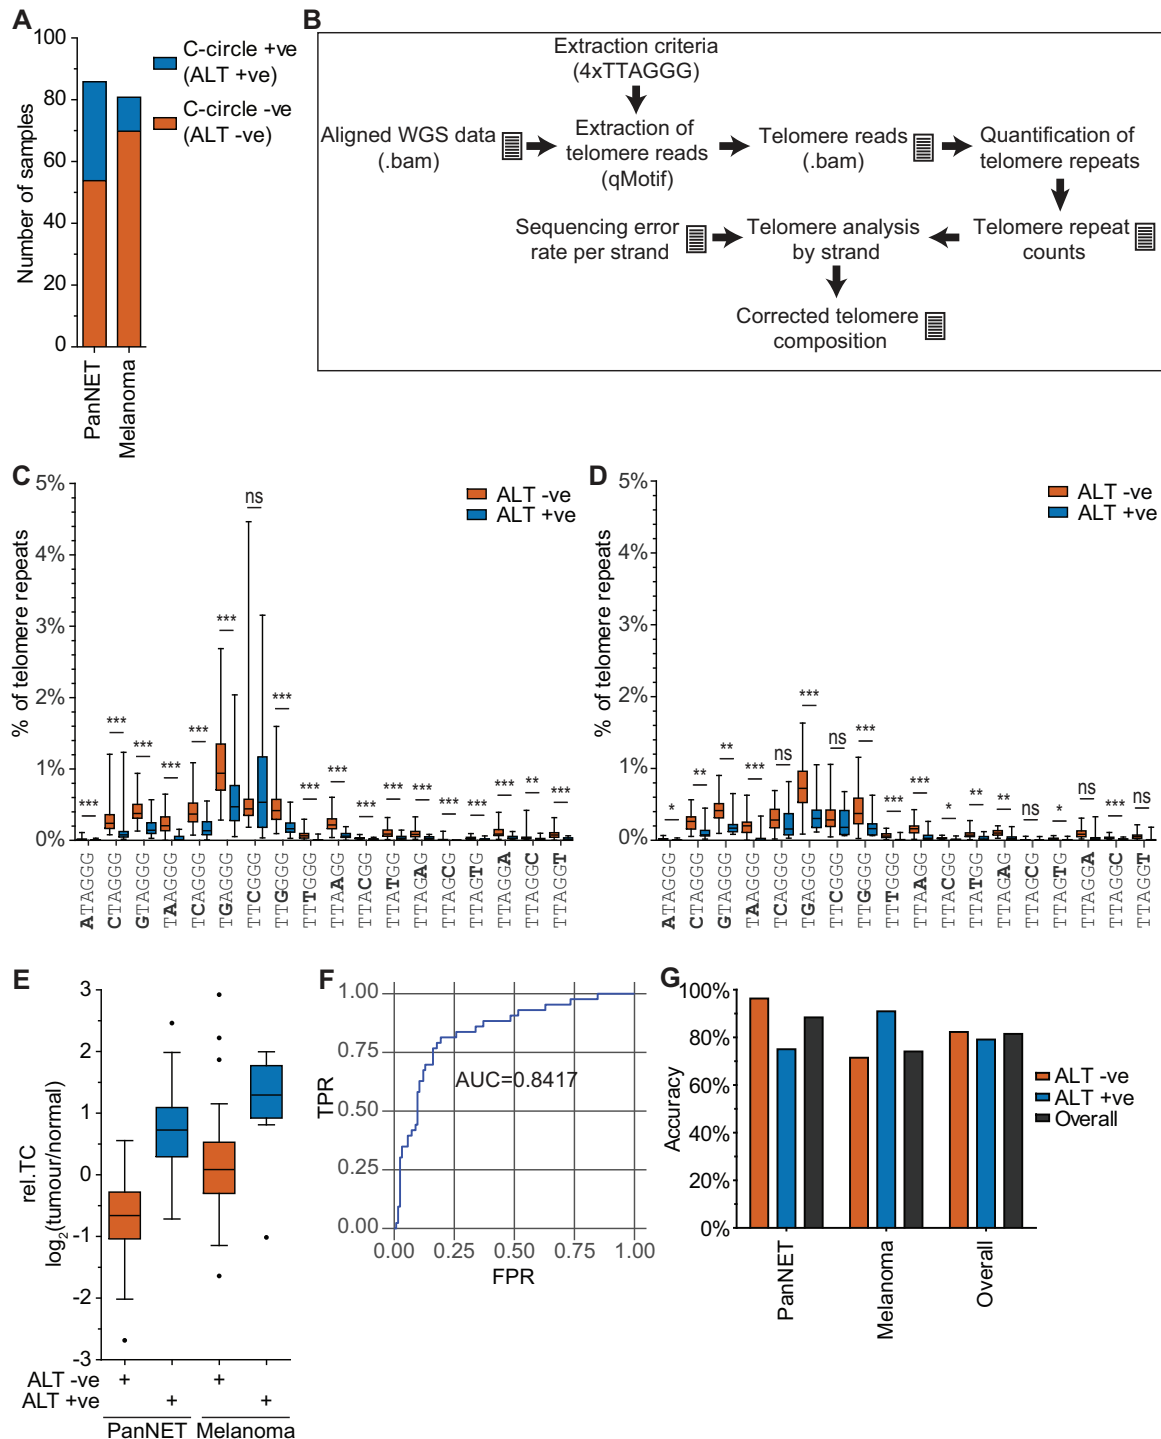 A
100
80
60
40
20
0
Number of samples
PanNET
Melanoma
C-circle +ve
(ALT +ve)
C-circle -ve
(ALT -ve)
B
Extraction criteria
(4xTTAGGG)
Aligned WGS data
(.bam)
Extraction of
telomere reads
(qMotif)
Telomere reads
(.bam)
Quantification of
telomere repeats
Sequencing error
rate per strand
Telomere analysis
by strand
Telomere repeat
counts
Corrected telomere
composition
C
5%
4%
3%
2%
1%
0%
% of telomere repeats
ALT -ve
ALT +ve
***
***
***
***
***
***
ns
***
***
***
***
***
***
***
***
***
**
***
ATAGGG
CTAGGG
GTAGGG
TAAGGG
TCAGGG
TGAGGG
TTCGGG
TTGGGG
TTTGGG
TTAAGG
TTACGG
TTATGG
TTAGAG
TTAGCG
TTAGTG
TTAGGA
TTAGGC
TTAGGT
D
5%
4%
3%
2%
1%
0%
% of telomere repeats
ALT -ve
ALT +ve
*
**
**
***
ns
***
ns
***
***
***
*
**
**
ns
*
ns
***
ns
ATAGGG
CTAGGG
GTAGGG
TAAGGG
TCAGGG
TGAGGG
TTCGGG
TTGGGG
TTTGGG
TTAAGG
TTACGG
TTATGG
TTAGAG
TTAGCG
TTAGTG
TTAGGA
TTAGGC
TTAGGT
E
3
2
1
0
-1
-2
-3
rel.TC
log2(tumour/normal)
ALT -ve + +
ALT +ve + +
PanNET Melanoma
F
1.00
0.75
0.50
0.25
0.00
TPR
AUC=0.8417
0.00 0.25 0.50 0.75 1.00
FPR
G
100%
80%
60%
40%
20%
0%
Accuracy
PanNET
Melanoma
Overall
ALT -ve
ALT +ve
Overall